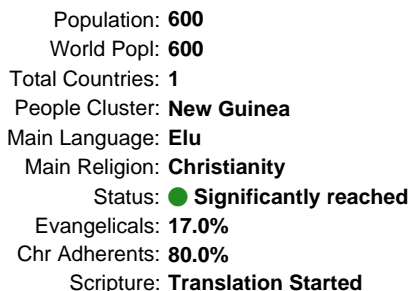 Population: 600
World Popl: 600
Total Countries: 1
People Cluster: New Guinea
Main Language: Elu
Main Religion: Christianity
Status: Significantly reached
Evangelicals: 17.0%
Chr Adherents: 80.0%
Scripture: Translation Started